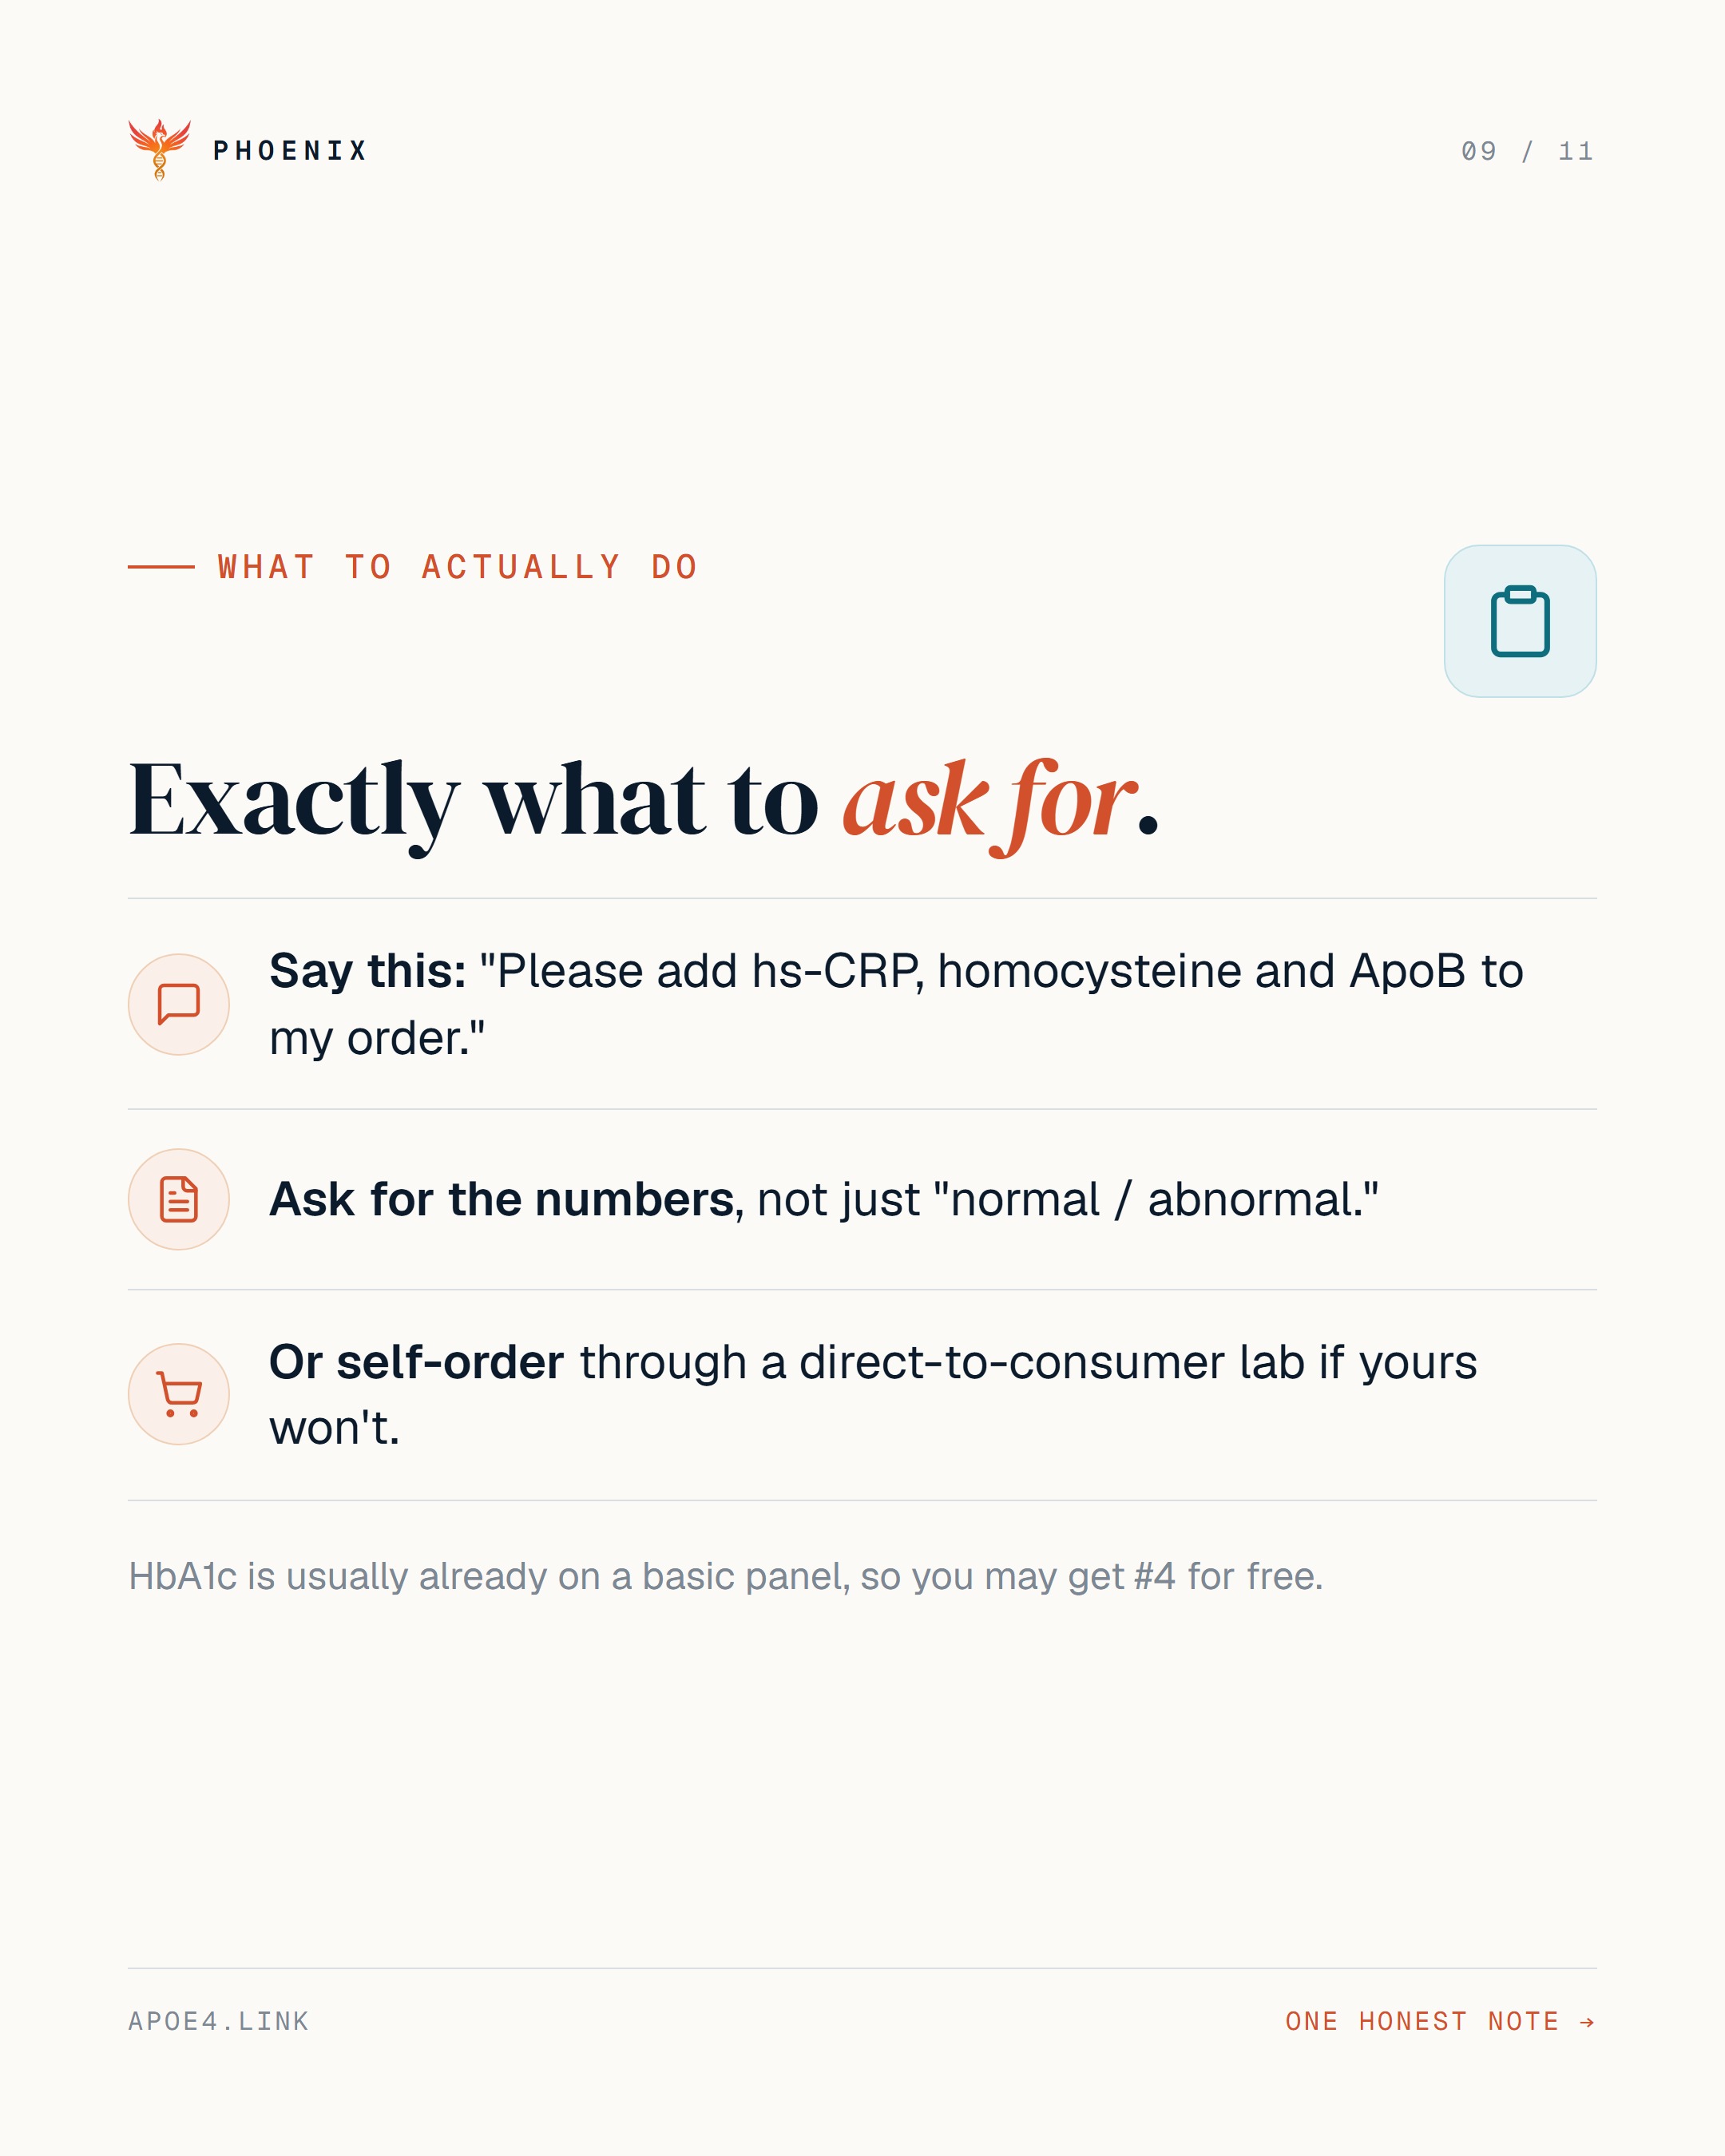 PHOENIX
09 / 11
WHAT TO ACTUALLY DO
Exactly what to ask for.
Say this: "Please add hs-CRP, homocysteine and ApoB to
my order."
Ask for the numbers, not just "normal / abnormal."
Or self-order through a direct-to-consumer lab if yours
won't.
HbA1c is usually already on a basic panel, so you may get #4 for free.
APOE4.LINK
ONE HONEST NOTE →